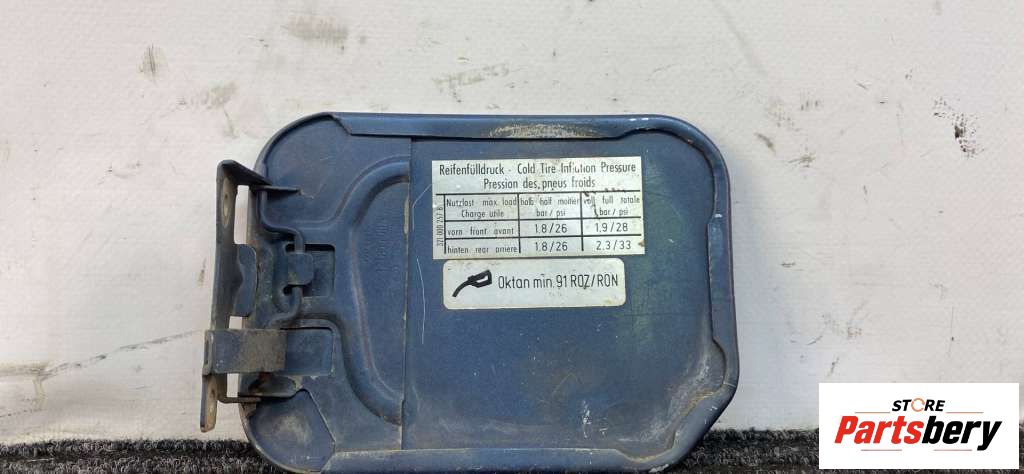 Reifenfülldruck - Cold Tire Inflation Pressure
Pression des pneus froids
Nutzlast max. load halb half moitier voll full totale
Charge utile bar / psi bar / psi
vorn front avant 1.8/26 1.9/28
hinten rear arrière 1.8/26 2.3/33
Oktan min. 91 ROZ/RON
STORE
Partsbery